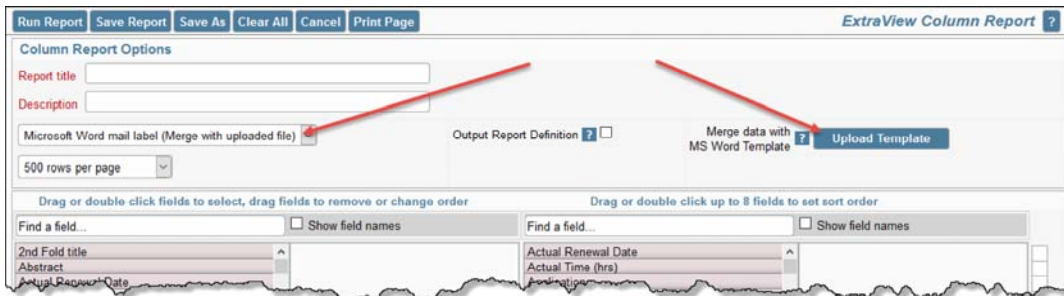 Run Report Save Report Save As Clear All Cancel Print Page ExtraView Column Report ?
Column Report Options
Report title
Description
Microsoft Word mail label (Merge with uploaded file) Output Report Definition ? Merge data with ? Upload Template
MS Word Template
500 rows per page
Drag or double click fields to select, drag fields to remove or change order Drag or double click up to 8 fields to set sort order
Find a field... Show field names Find a field... Show field names
2nd Fold title Actual Renewal Date
Abstract Actual Time (hrs)
Actual Renewal Date Application